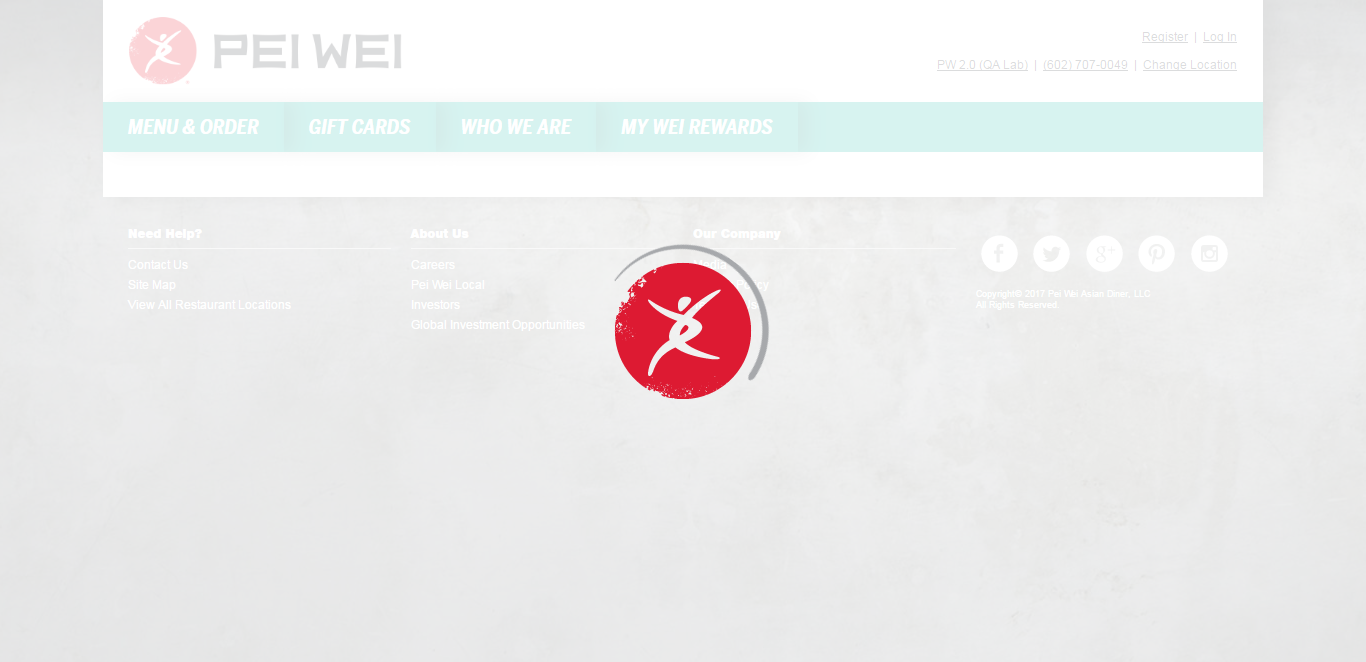 PEI WEI
Register | Log In
PW 2.0 (QA Lab) | (602) 707-0049 | Change Location
MENU & ORDER GIFT CARDS WHO WE ARE MY WEI REWARDS
Need Help?
Contact Us
Site Map
View All Restaurant Locations
About Us
Careers
Pei Wei Local
Investors
Global Investment Opportunities
Our Company
Copyright© 2017 Pei Wei Asian Diner, LLC
All Rights Reserved.